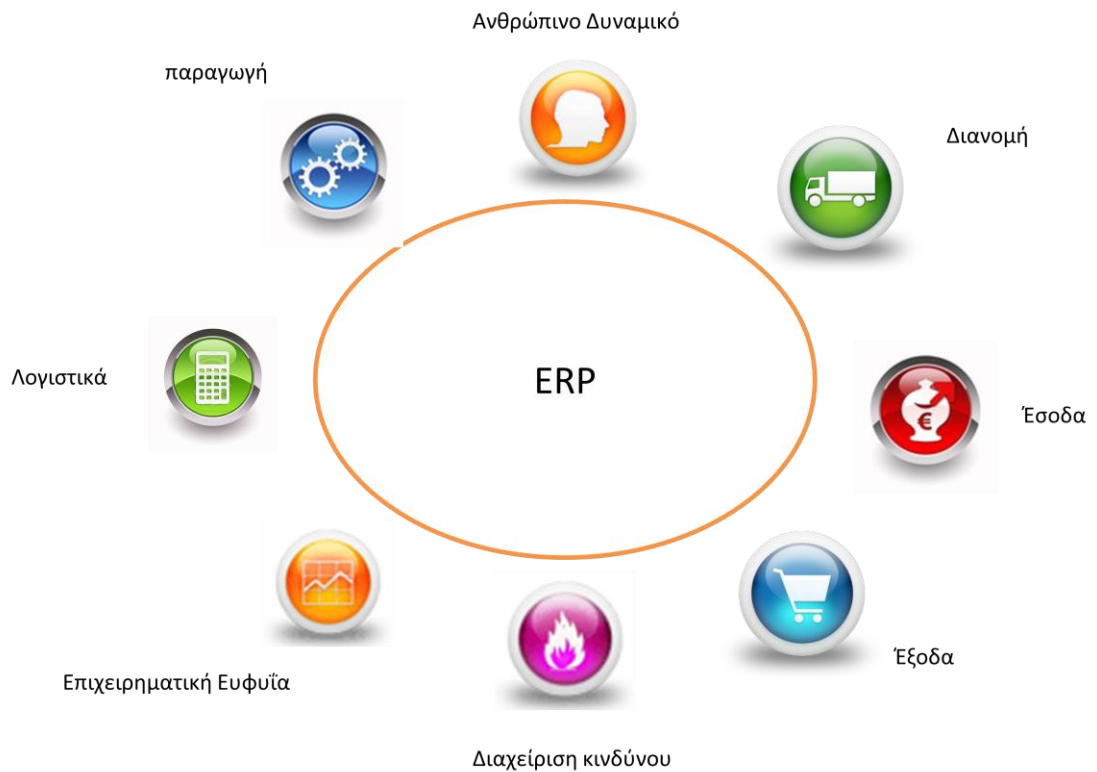 Ανθρώπινο Δυναμικό
παραγωγή
Διανομή
Λογιστικά
ERP
Έσοδα
€
Έξοδα
Επιχειρηματική Ευφυΐα
Διαχείριση κινδύνου